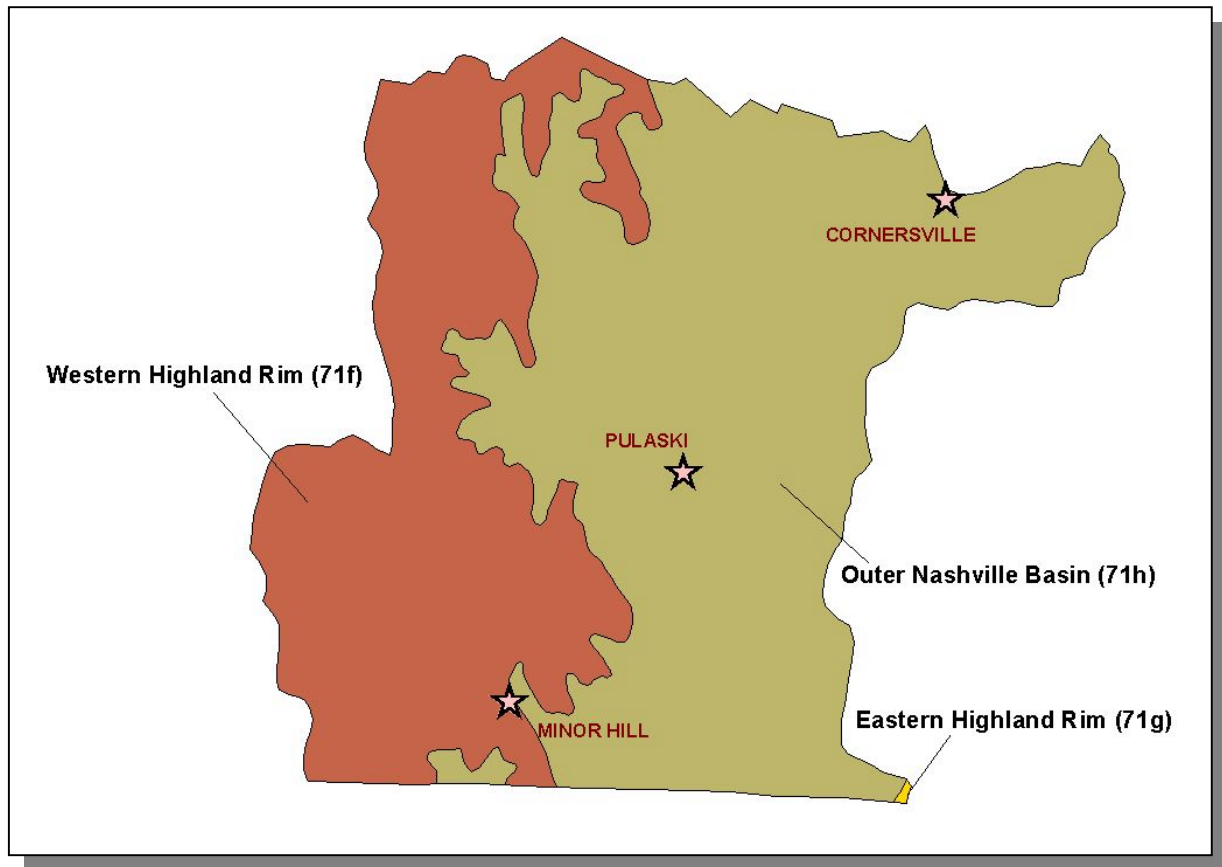 CORNERSVILLE
Western Highland Rim (71f)
PULASKI
Outer Nashville Basin (71h)
Eastern Highland Rim (71g)
MINOR HILL